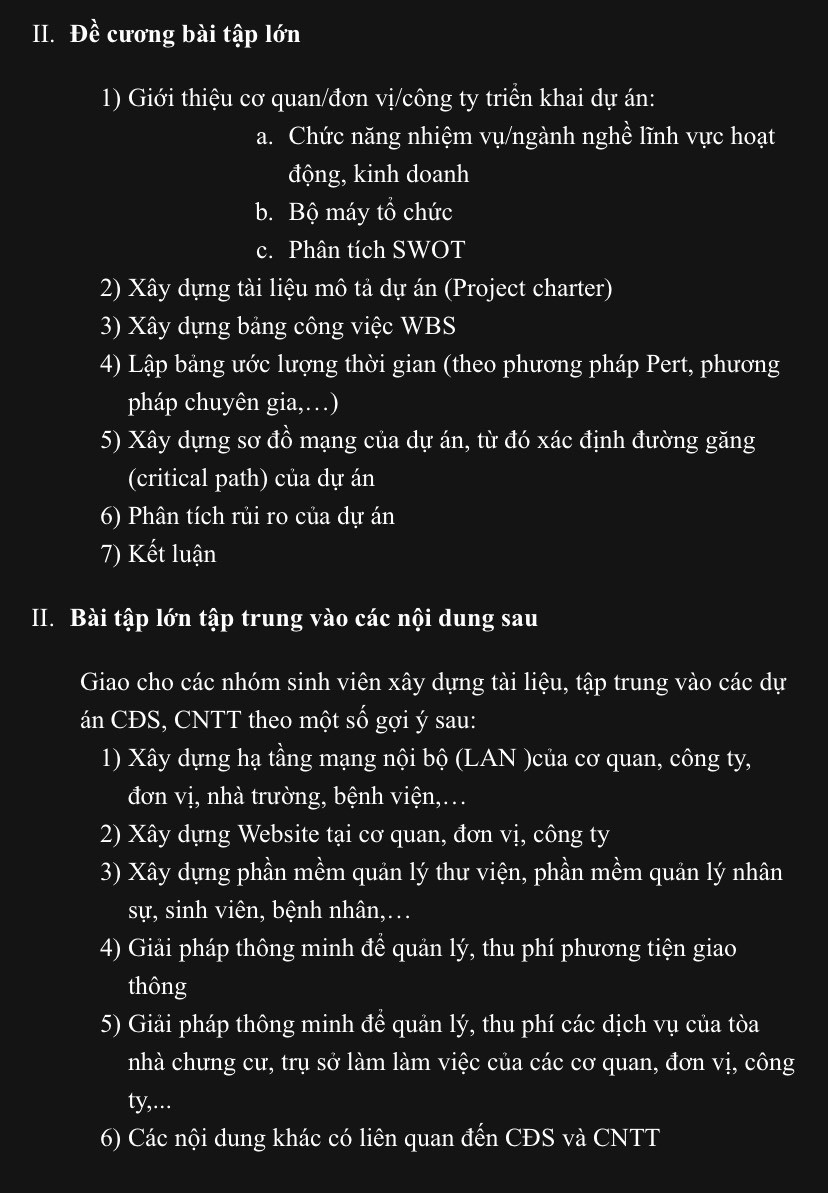 II. Đề cương bài tập lớn
1) Giới thiệu cơ quan/đơn vị/công ty triển khai dự án:
a. Chức năng nhiệm vụ/ngành nghề lĩnh vực hoạt
động, kinh doanh
b. Bộ máy tổ chức
c. Phân tích SWOT
2) Xây dựng tài liệu mô tả dự án (Project charter)
3) Xây dựng bảng công việc WBS
4) Lập bảng ước lượng thời gian (theo phương pháp Pert, phương
pháp chuyên gia,…)
5) Xây dựng sơ đồ mạng của dự án, từ đó xác định đường găng
(critical path) của dự án
6) Phân tích rủi ro của dự án
7) Kết luận
II. Bài tập lớn tập trung vào các nội dung sau
Giao cho các nhóm sinh viên xây dựng tài liệu, tập trung vào các dự
án CĐS, CNTT theo một số gợi ý sau:
1) Xây dựng hạ tầng mạng nội bộ (LAN )của cơ quan, công ty,
đơn vị, nhà trường, bệnh viện,…
2) Xây dựng Website tại cơ quan, đơn vị, công ty
3) Xây dựng phần mềm quản lý thư viện, phần mềm quản lý nhân
sự, sinh viên, bệnh nhân,…
4) Giải pháp thông minh để quản lý, thu phí phương tiện giao
thông
5) Giải pháp thông minh để quản lý, thu phí các dịch vụ của tòa
nhà chưng cư, trụ sở làm làm việc của các cơ quan, đơn vị, công
ty,...
6) Các nội dung khác có liên quan đến CĐS và CNTT